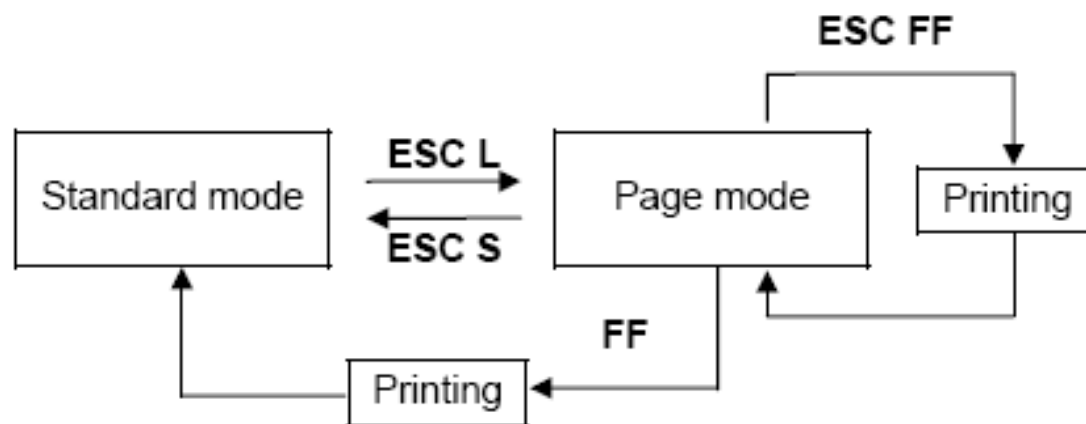 ESC FF
ESC L
Standard mode
Page mode
Printing
ESC S
FF
Printing